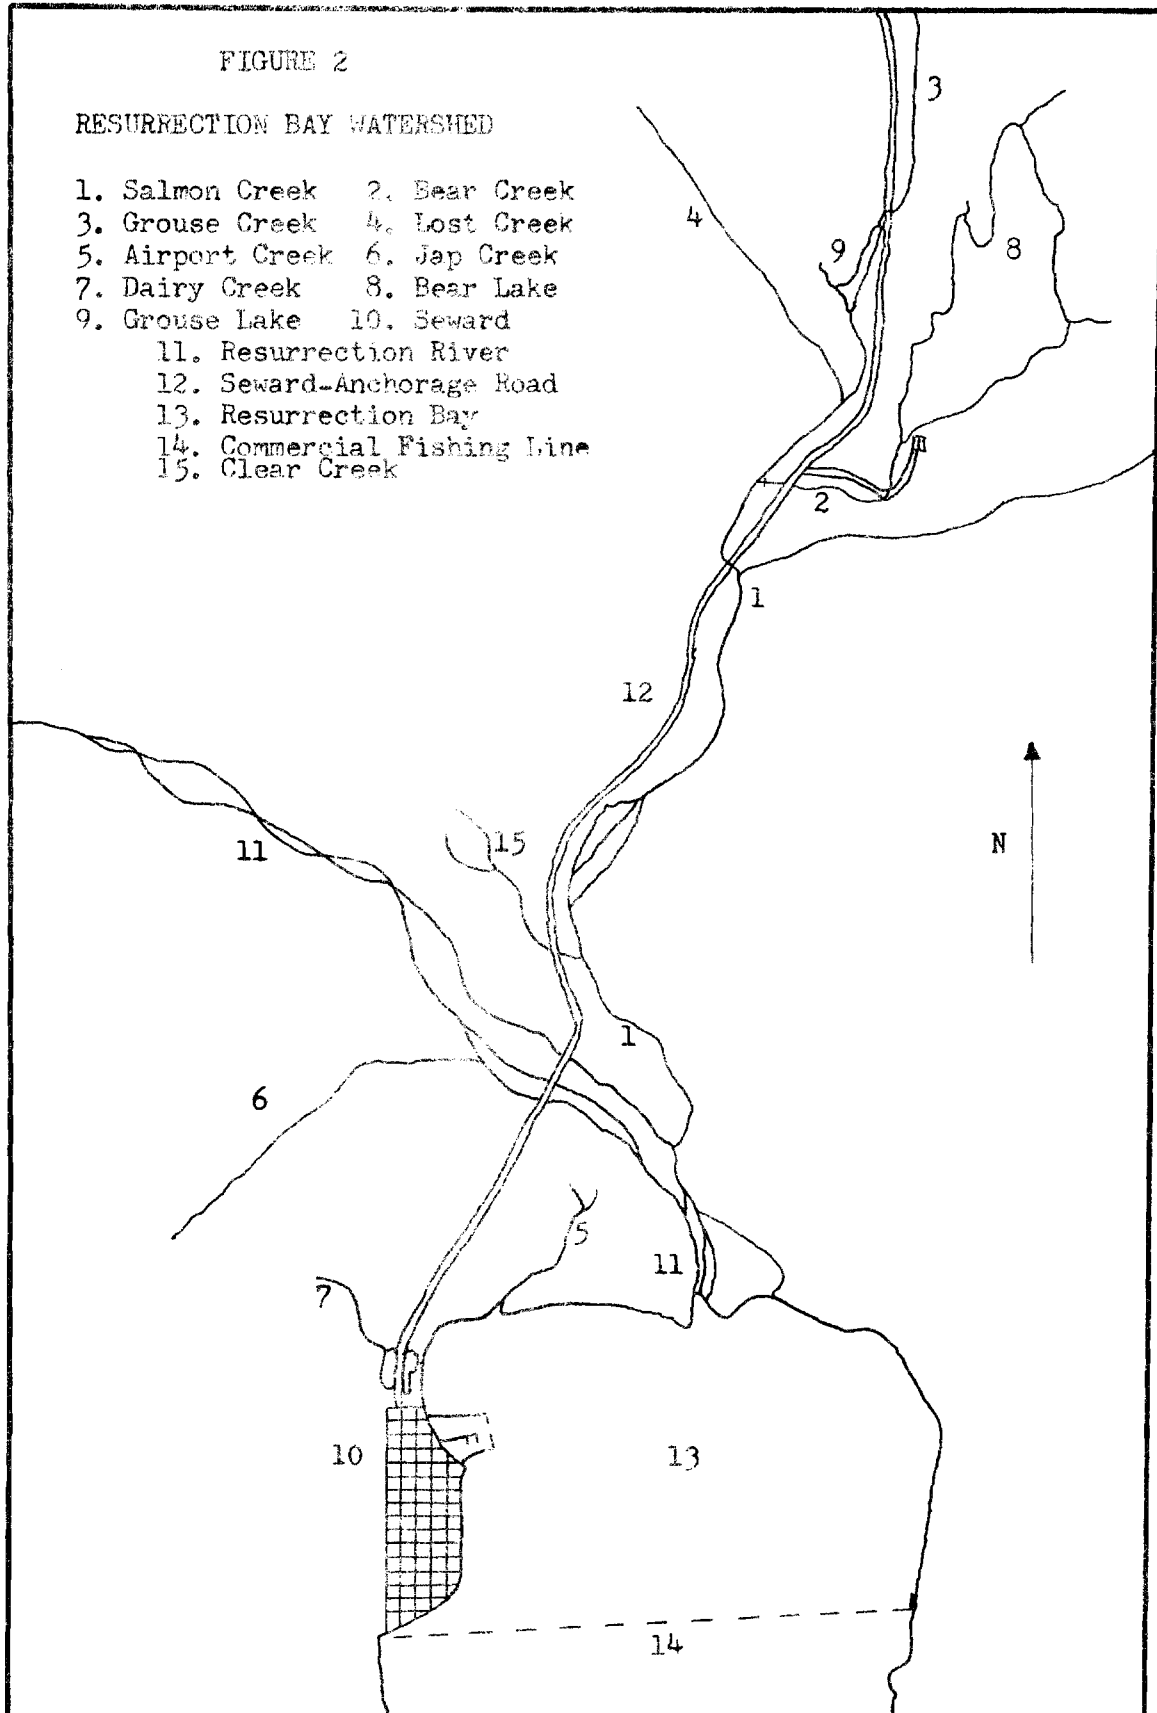 FIGURE 2
RESURRECTION BAY WATERSHED
1. Salmon Creek 2. Bear Creek
3. Grouse Creek 4. Lost Creek
5. Airport Creek 6. Jap Creek
7. Dairy Creek 8. Bear Lake
9. Grouse Lake 10. Seward
11. Resurrection River
12. Seward-Anchorage Road
13. Resurrection Bay
14. Commercial Fishing Line
15. Clear Creek
3
4
9
8
2
1
12
11
15
N
1
6
5
11
7
10
13
14